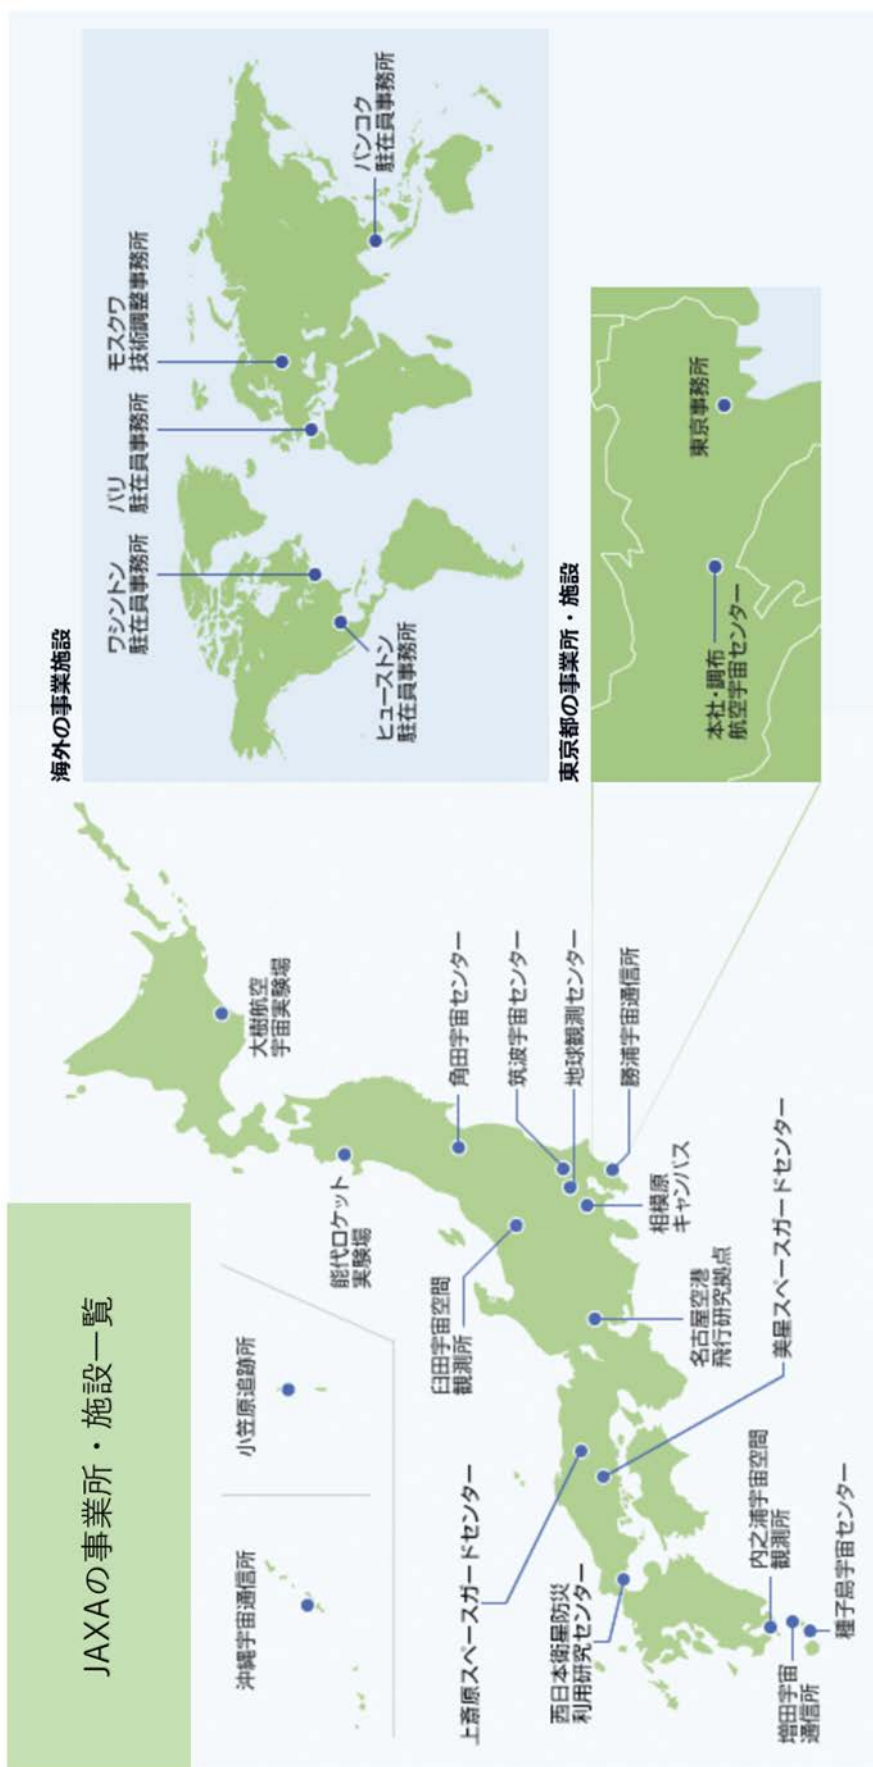 JAXAの事業所・施設一覧
沖縄宇宙通信所
小笠原追跡所
大樹航空
宇宙実験場
能代ロケット
実験場
角田宇宙センター
臼田宇宙空間
観測所
筑波宇宙センター
地球観測センター
勝浦宇宙通信所
相模原
キャンパス
名古屋空港
飛行研究拠点
美星スペースガードセンター
上斎原スペースガードセンター
西日本衛星防災
利用研究センター
内之浦宇宙空間
観測所
増田宇宙
通信所
種子島宇宙センター
海外の事業施設
ワシントン
駐在員事務所
パリ
駐在員事務所
モスクワ
技術調整事務所
ヒューストン
駐在員事務所
バンコク
駐在員事務所
東京都の事業所・施設
本社・調布
航空宇宙センター
東京事務所